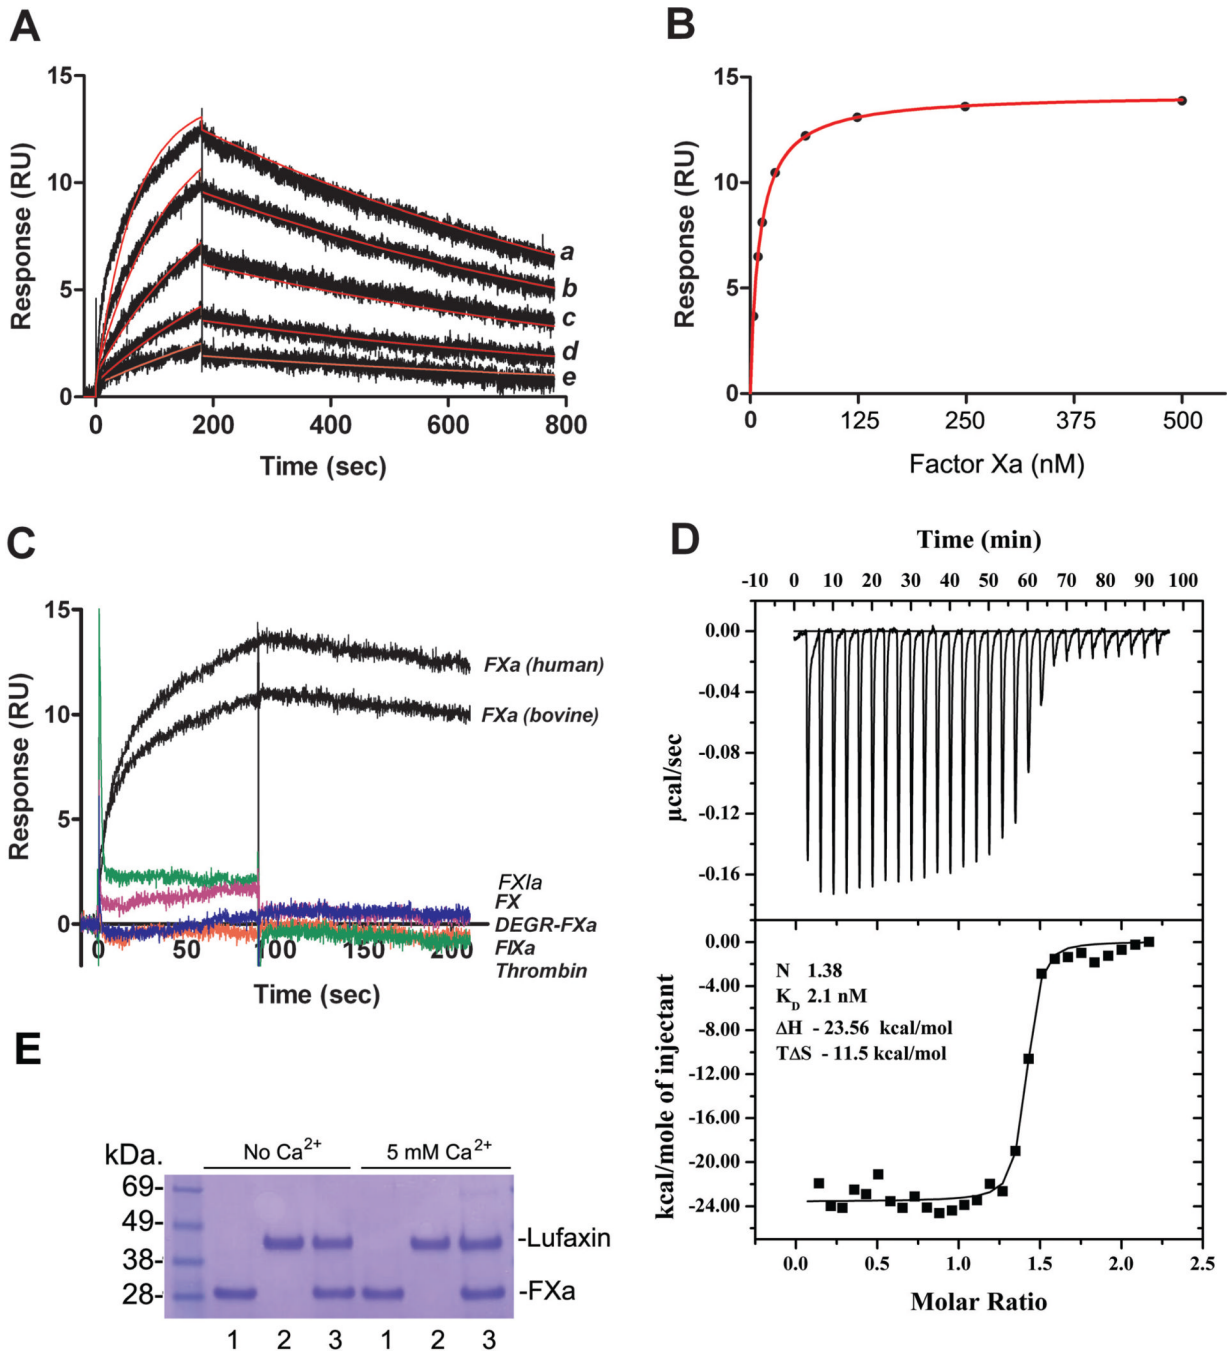 A
15
10
5
0
Response (RU)
0 200 400 600 800
Time (sec)
a
b
c
d
e
B
15
10
5
0
Response (RU)
0 125 250 375 500
Factor Xa (nM)
C
15
10
5
0
Response (RU)
0 50 100 150 200
Time (sec)
FXa (human)
FXa (bovine)
FXIa
FX
DEGR-FXa
FIXa
Thrombin
D
Time (min)
-10 0 10 20 30 40 50 60 70 80 90 100
0.00
-0.04
-0.08
-0.12
-0.16
µcal/sec
0.00
-4.00
-8.00
-12.00
-16.00
-20.00
-24.00
kcal/mole of injectant
N 1.38
KD 2.1 nM
ΔH - 23.56 kcal/mol
TΔS - 11.5 kcal/mol
0.0 0.5 1.0 1.5 2.0 2.5
Molar Ratio
E
kDa.
No Ca2+ 5 mM Ca2+
69-
49-
38-
28-
-Lufaxin
-FXa
1 2 3 1 2 3